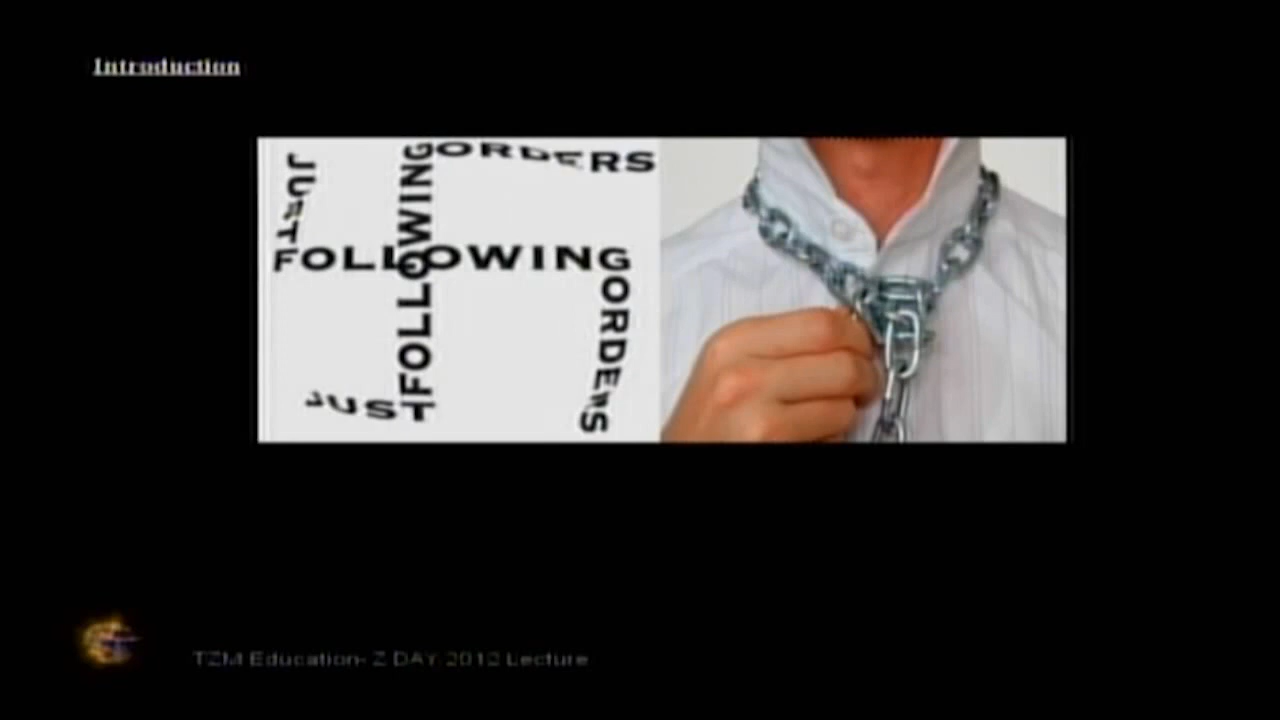 Introduction
JUST
FOLLOWING
ORDERS
JUST
FOLLOWING
ORDERS
TZM Education- Z DAY 2012 Lecture